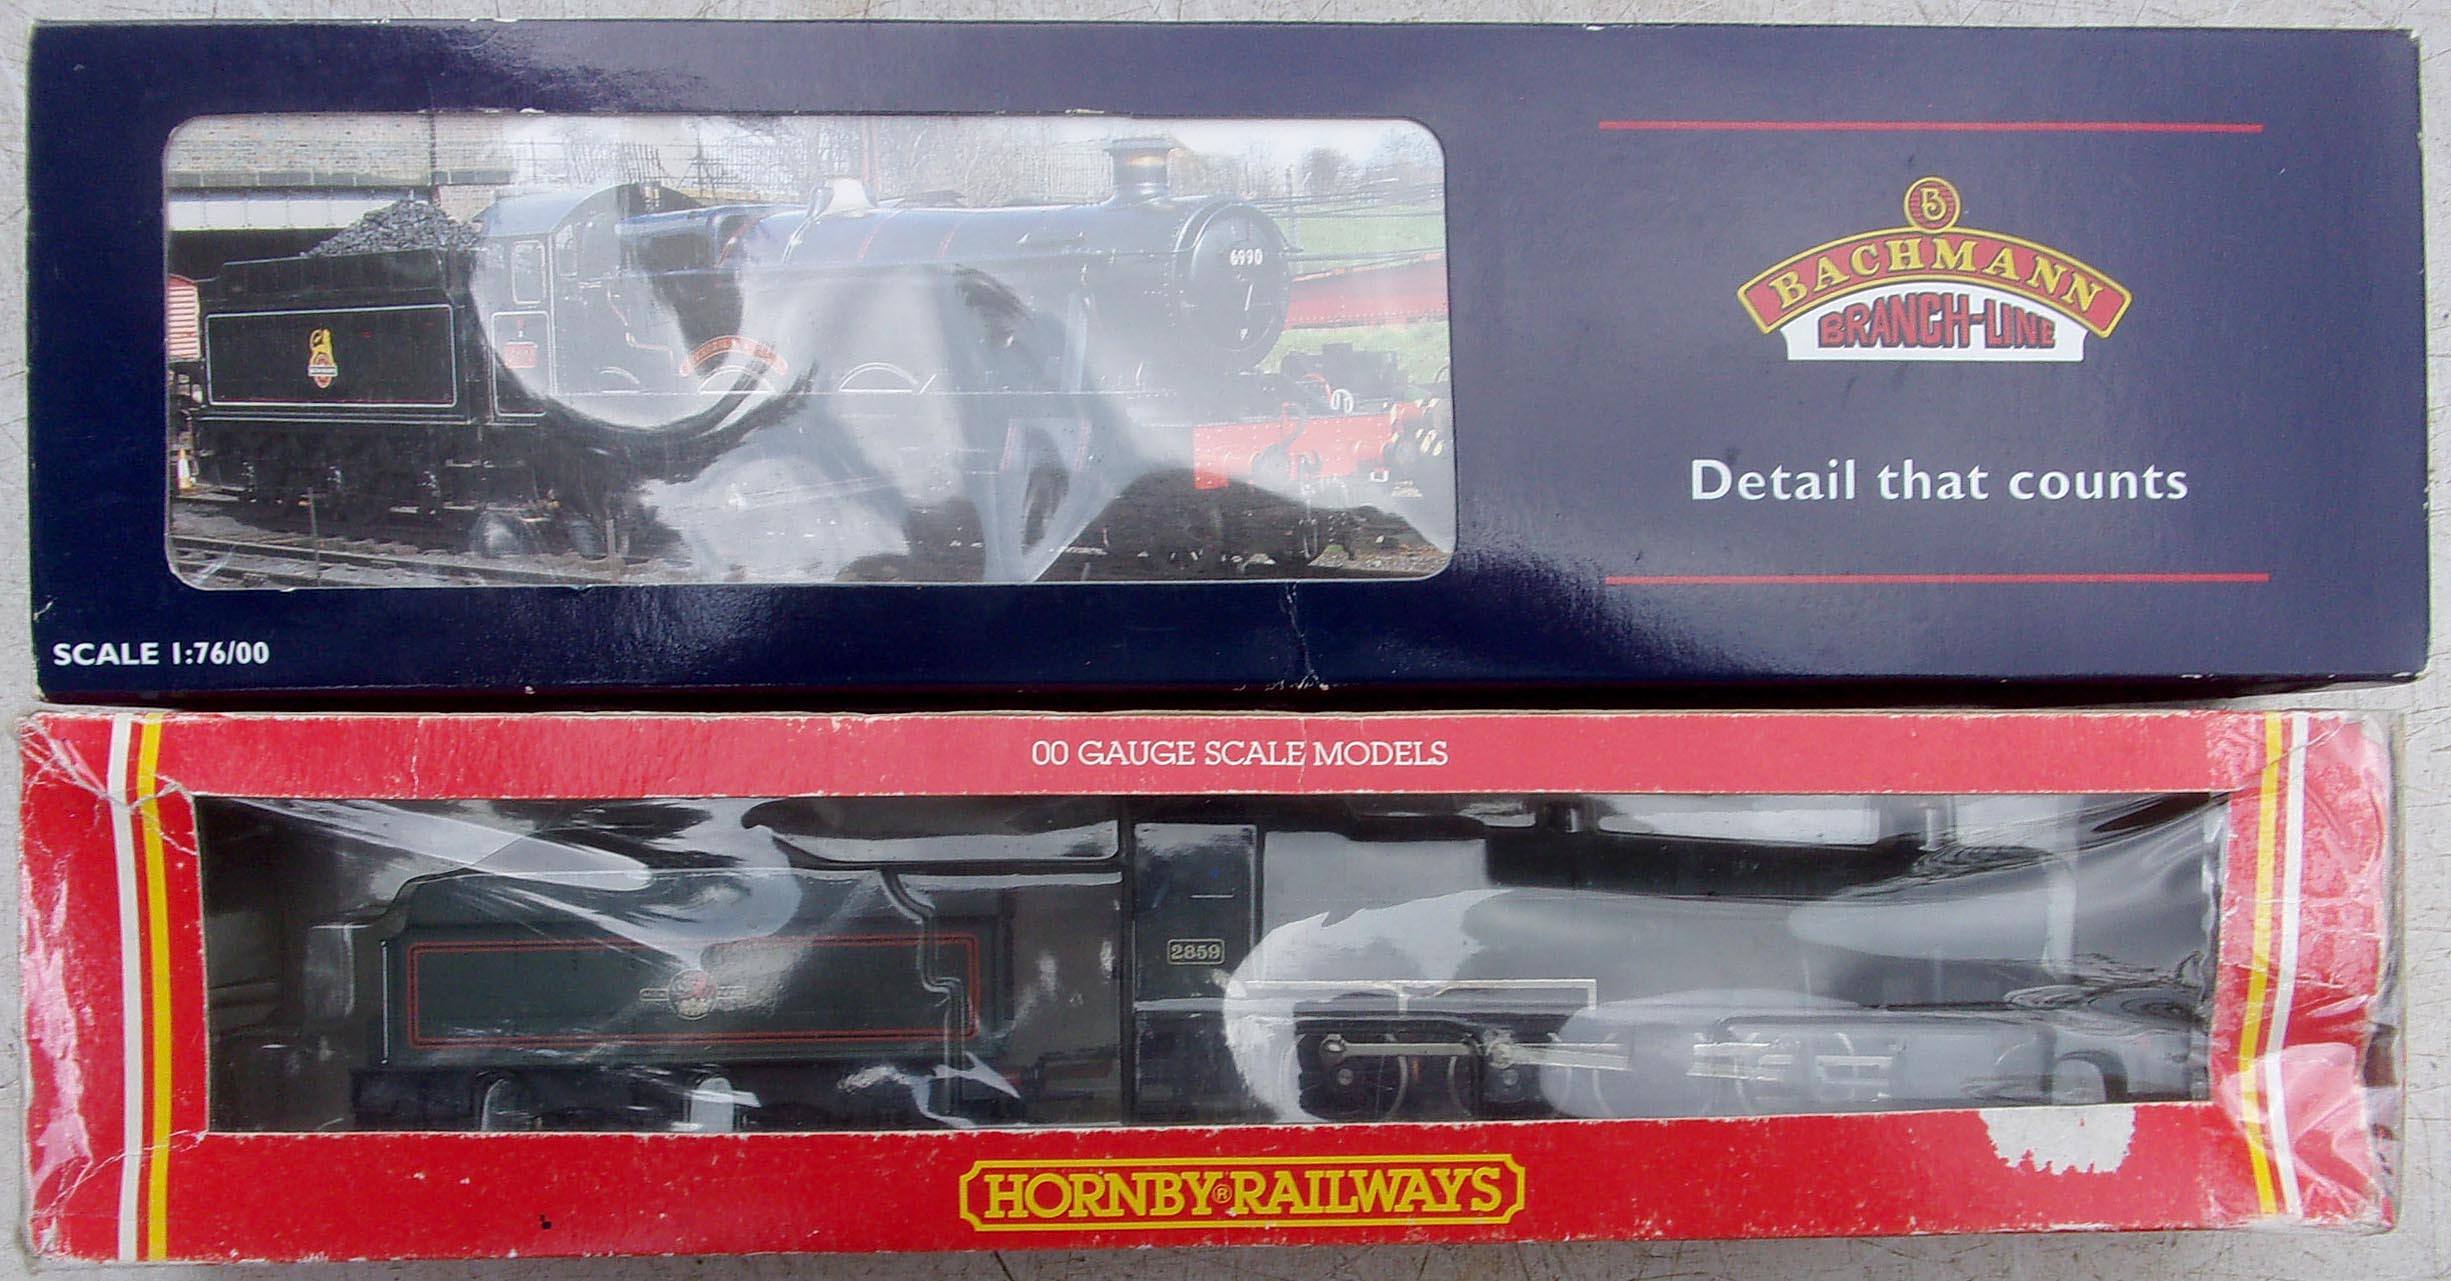 6990
B
BACHMANN
BRANCH-LINE
Detail that counts
SCALE 1:76/00
00 GAUGE SCALE MODELS
2859
HORNBY® RAILWAYS